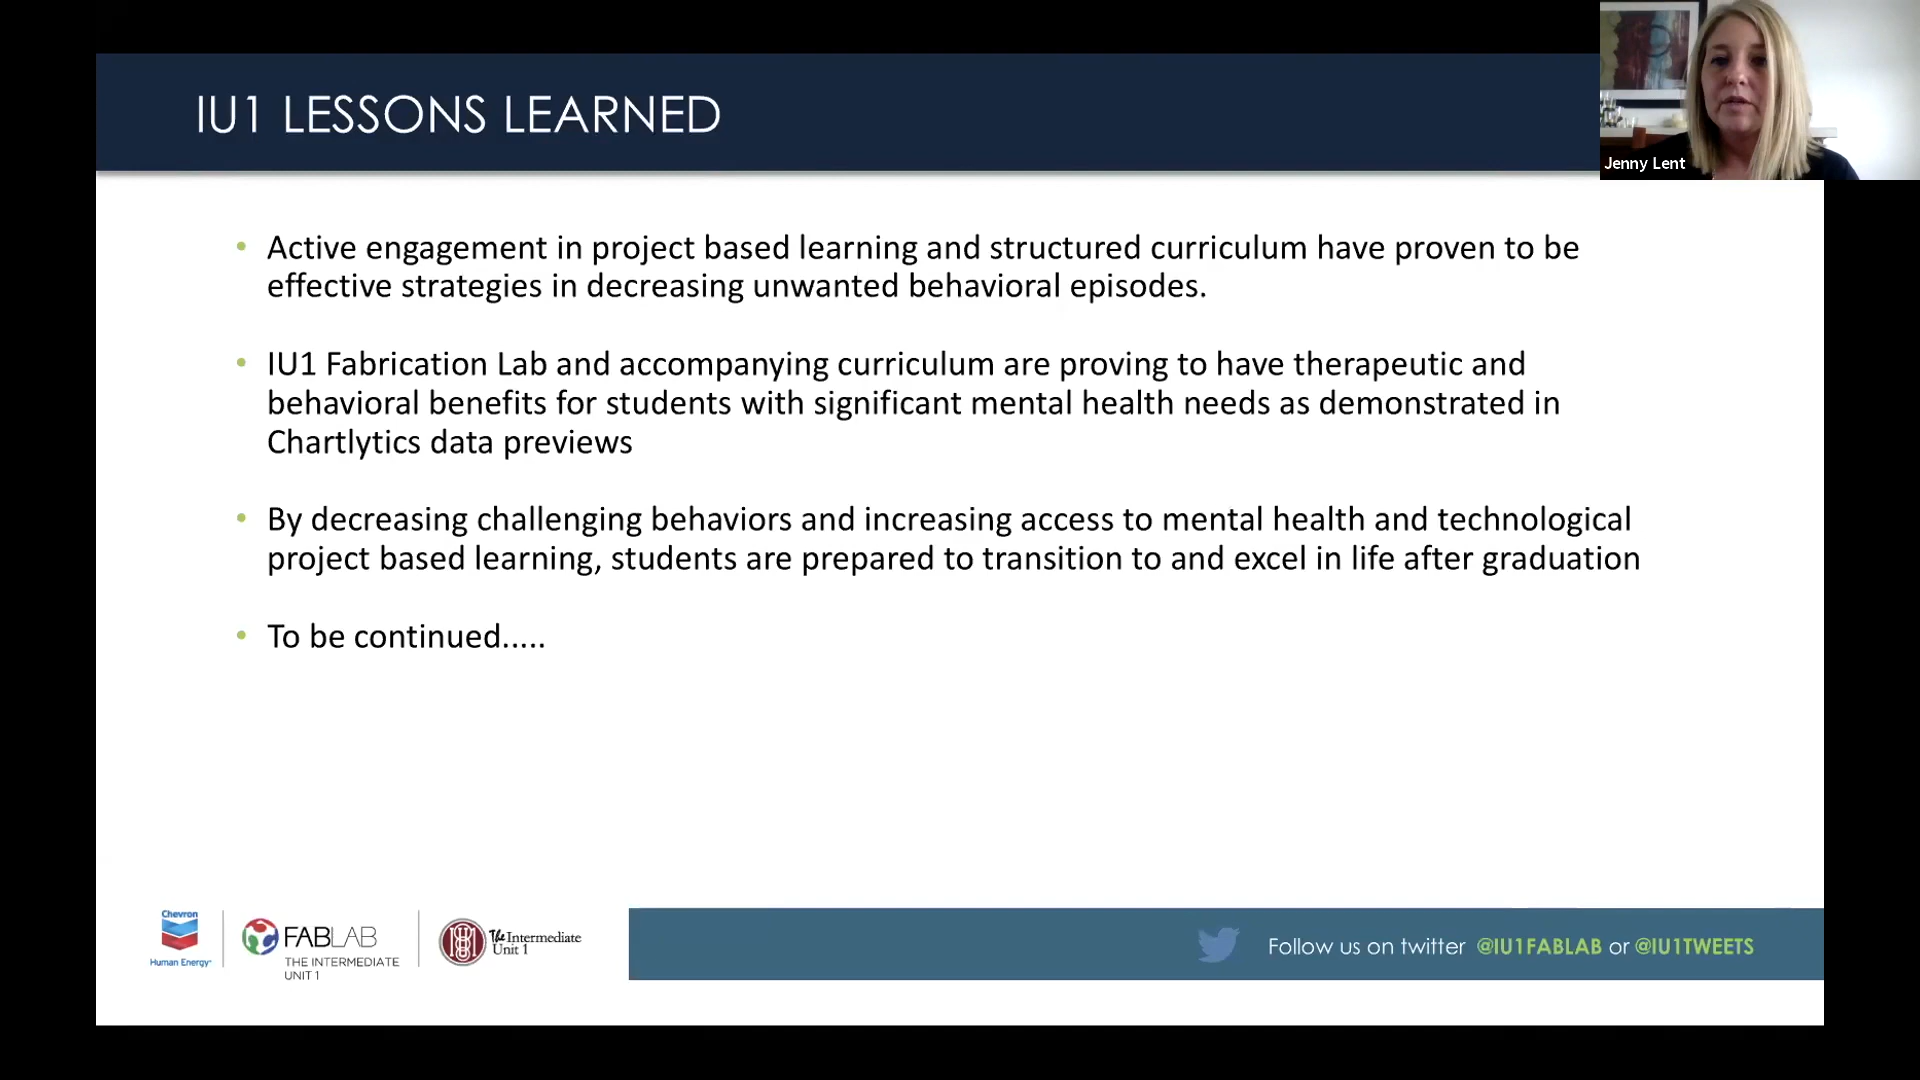 IU1 LESSONS LEARNED
Jenny Lent
• Active engagement in project based learning and structured curriculum have proven to be
effective strategies in decreasing unwanted behavioral episodes.
• IU1 Fabrication Lab and accompanying curriculum are proving to have therapeutic and
behavioral benefits for students with significant mental health needs as demonstrated in
Chartlytics data previews
• By decreasing challenging behaviors and increasing access to mental health and technological
project based learning, students are prepared to transition to and excel in life after graduation
• To be continued.....
Chevron
Human Energy®
FABLAB
THE INTERMEDIATE
UNIT 1
The Intermediate
Unit 1
Follow us on twitter @IU1FABLAB or @IU1TWEETS